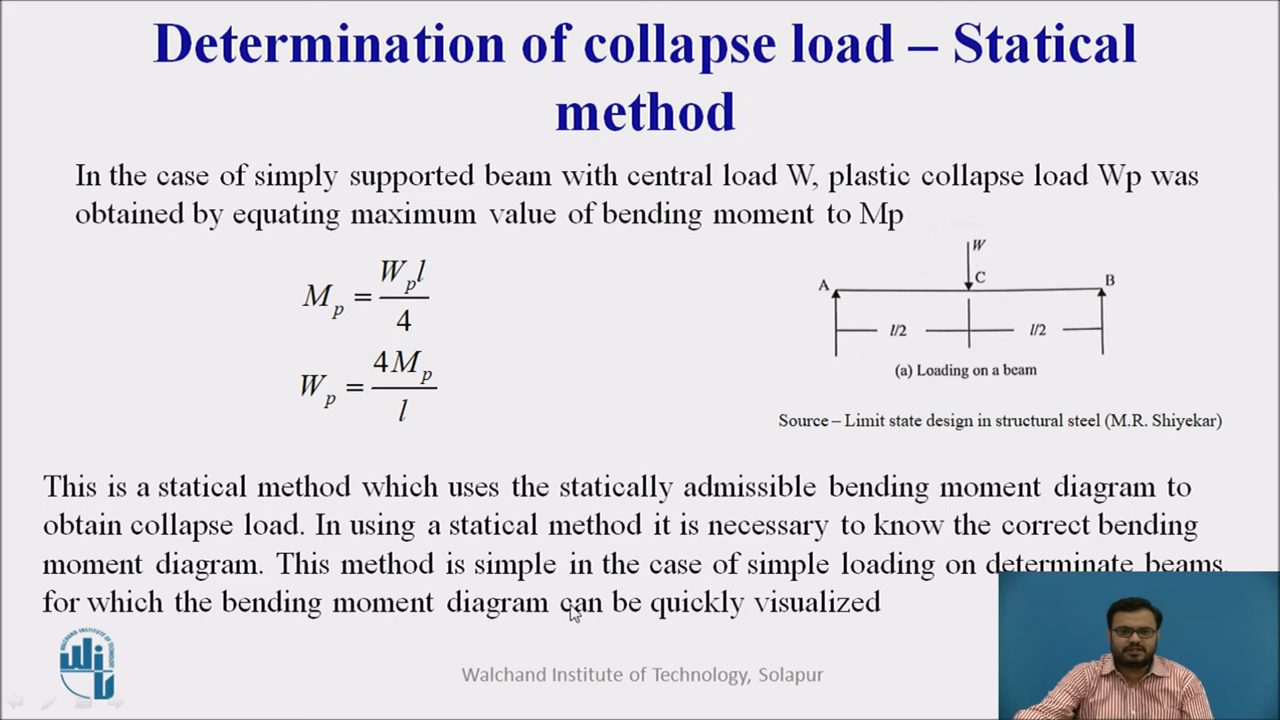 Determination of collapse load – Statical
method
In the case of simply supported beam with central load W, plastic collapse load Wp was
obtained by equating maximum value of bending moment to Mp
M_p = W_p l / 4
W_p = 4M_p / l
W
A
C
B
l/2
l/2
(a) Loading on a beam
Source – Limit state design in structural steel (M.R. Shiyekar)
This is a statical method which uses the statically admissible bending moment diagram to
obtain collapse load. In using a statical method it is necessary to know the correct bending
moment diagram. This method is simple in the case of simple loading on determinate beams
for which the bending moment diagram can be quickly visualized
WALCHAND INSTITUTE OF TECHNOLOGY
WIT
Walchand Institute of Technology, Solapur